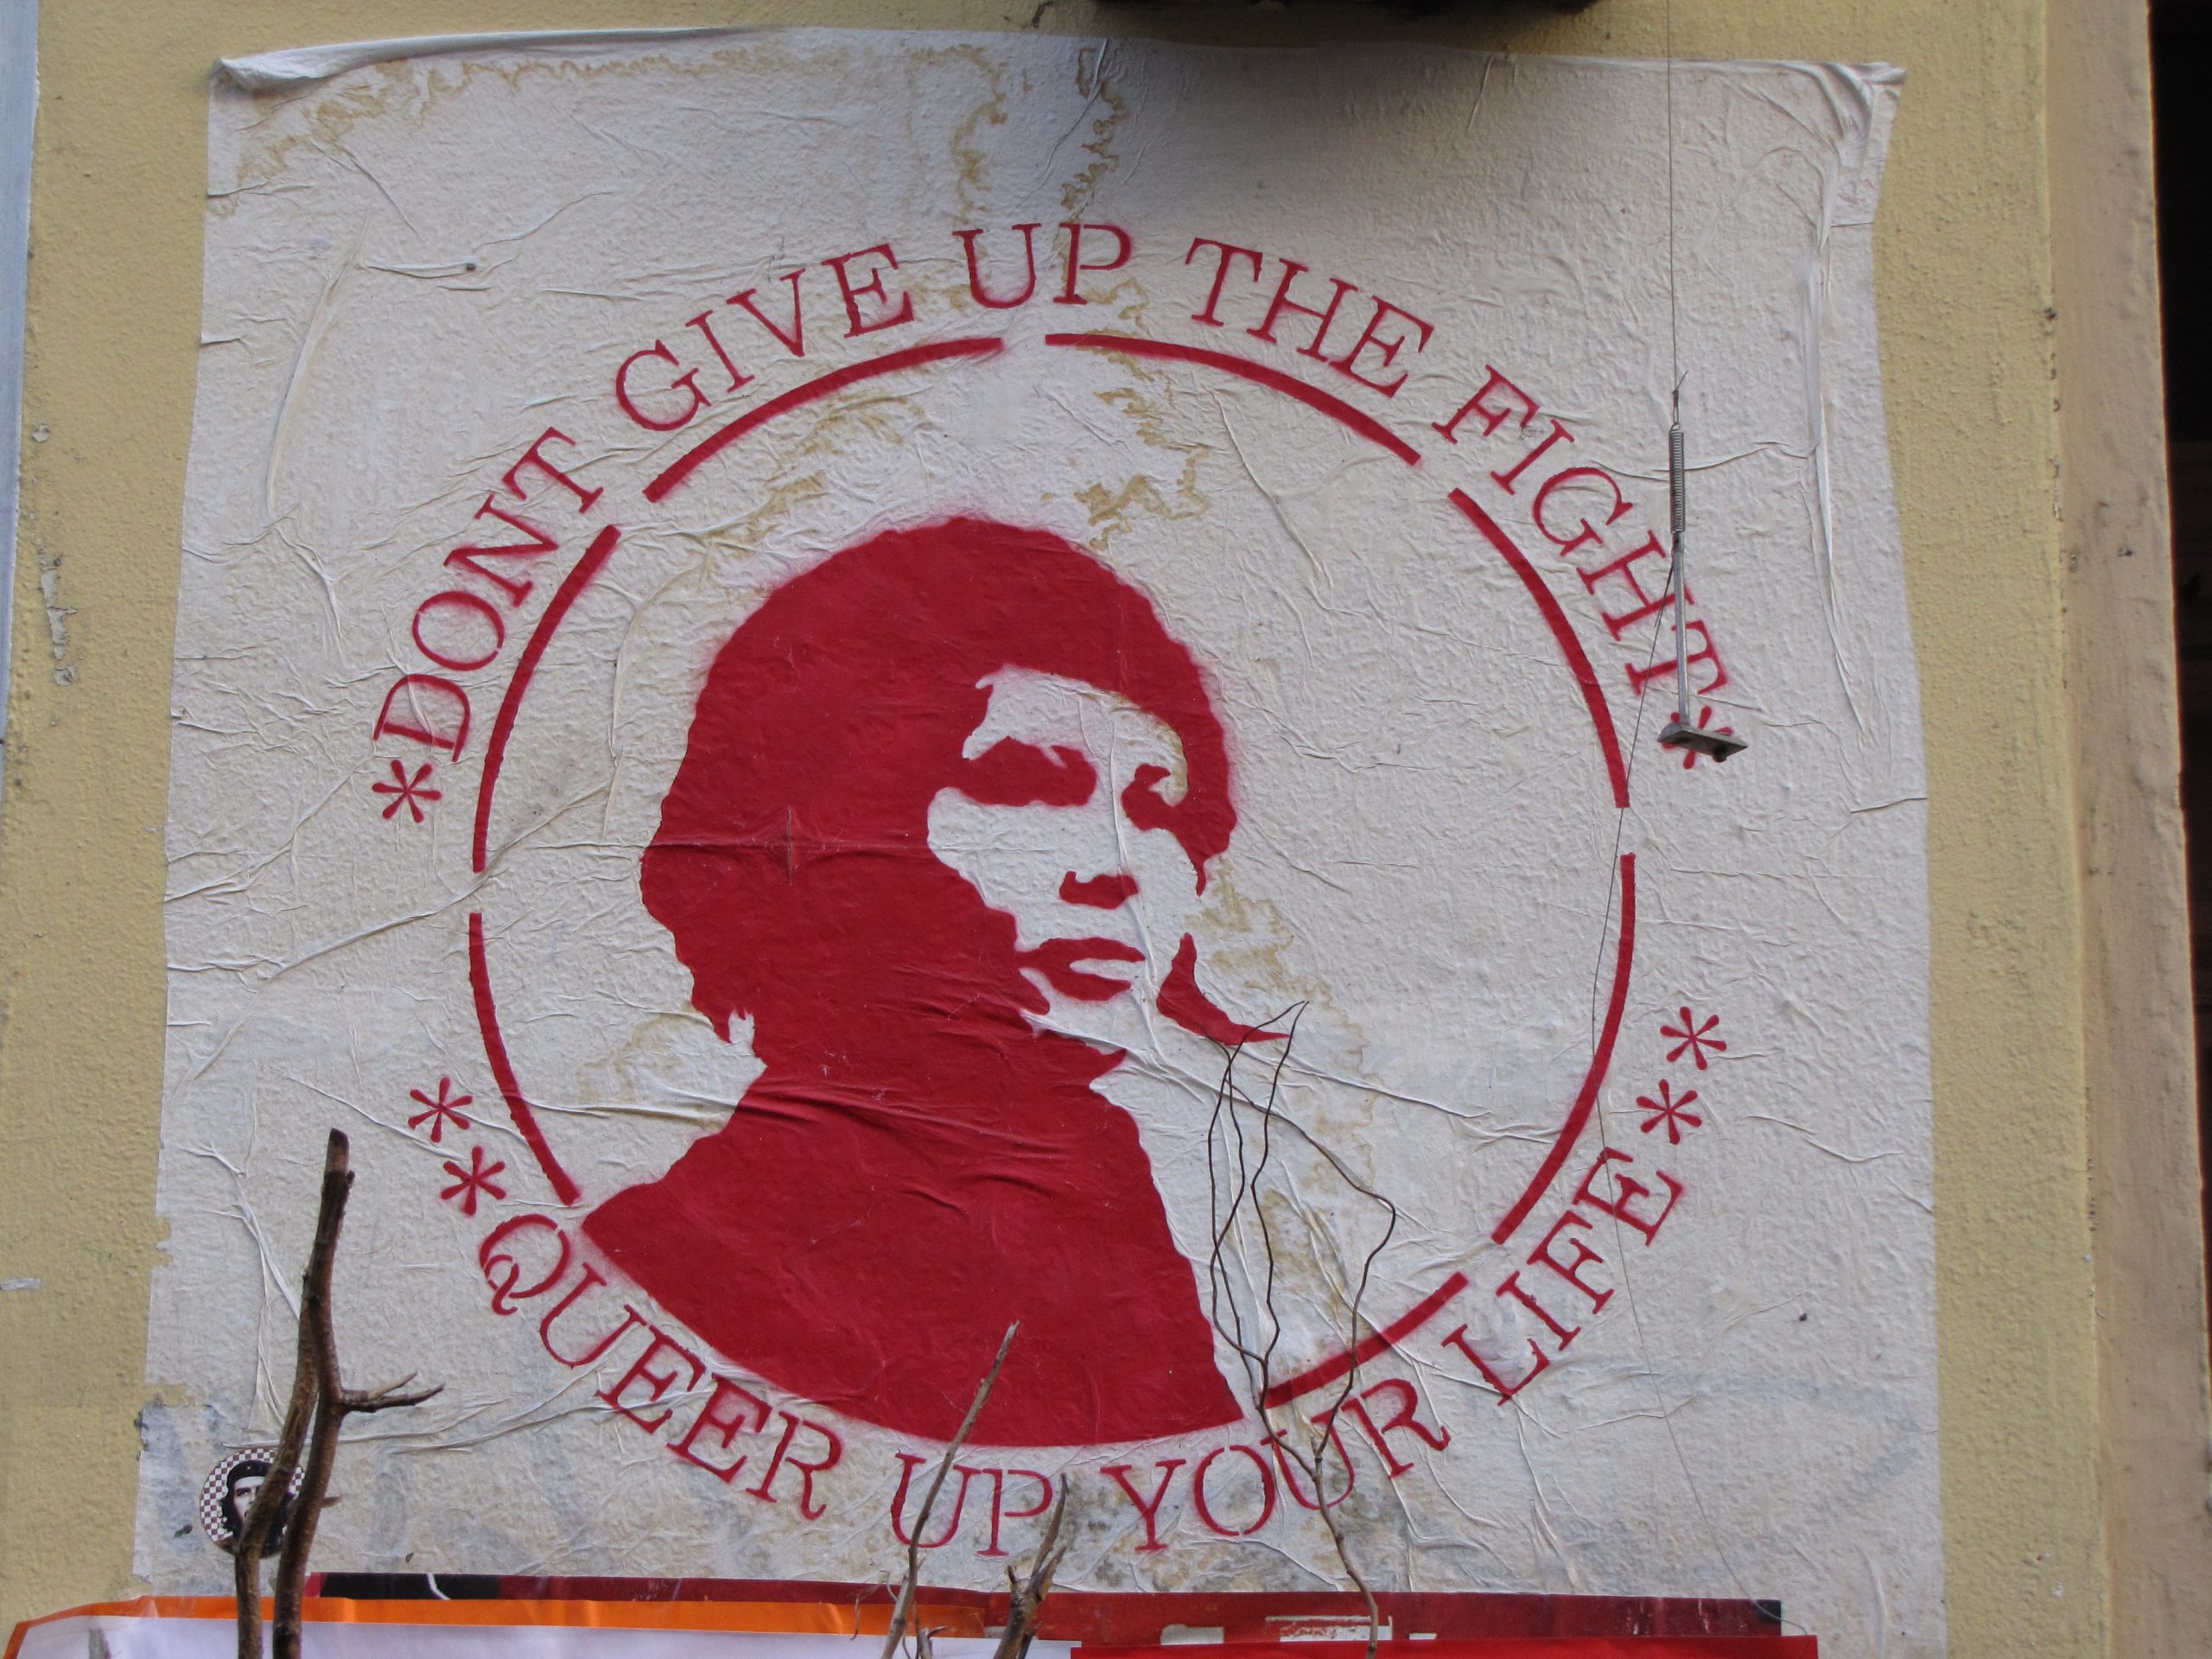 *DONT GIVE UP THE FIGHT*
**QUEER UP YOUR LIFE**